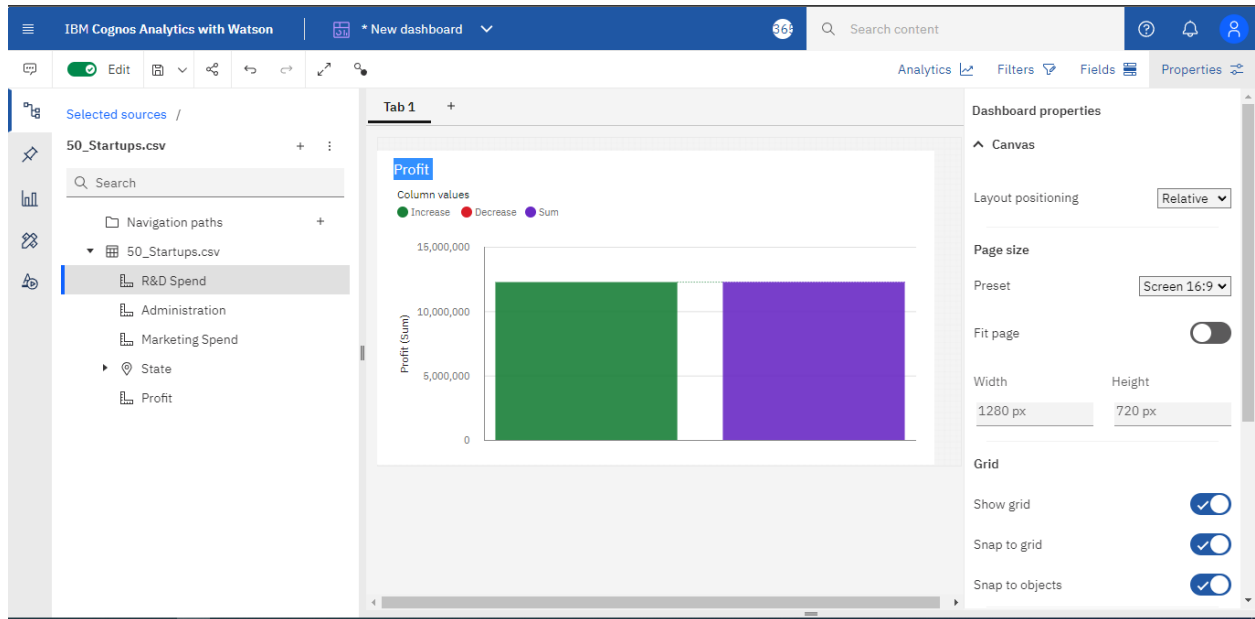 IBM Cognos Analytics with Watson
* New dashboard
365
Search content
Edit
Analytics
Filters
Fields
Properties
Selected sources /
50_Startups.csv
Search
Navigation paths
50_Startups.csv
R&D Spend
Administration
Marketing Spend
State
Profit
Tab 1
Profit
Column values
Increase Decrease Sum
15,000,000
10,000,000
5,000,000
0
Profit (Sum)
Dashboard properties
Canvas
Layout positioning Relative
Page size
Preset Screen 16:9
Fit page
Width Height
1280 px 720 px
Grid
Show grid
Snap to grid
Snap to objects